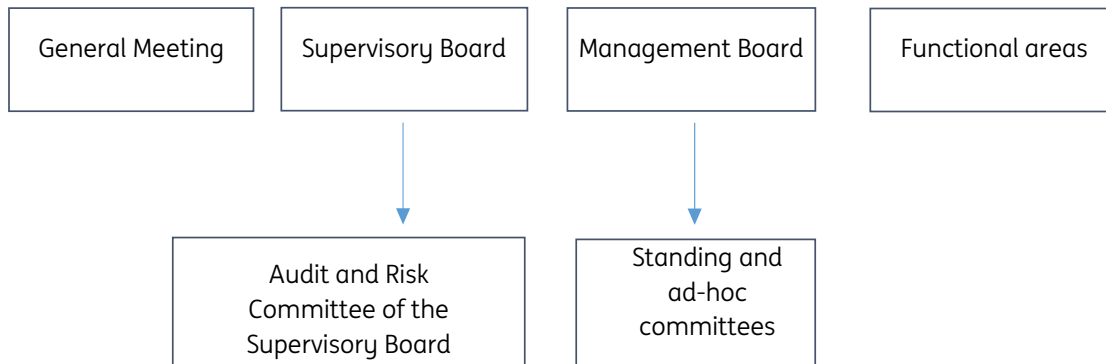 General Meeting
Supervisory Board
Management Board
Functional areas
Audit and Risk
Committee of the
Supervisory Board
Standing and
ad-hoc
committees